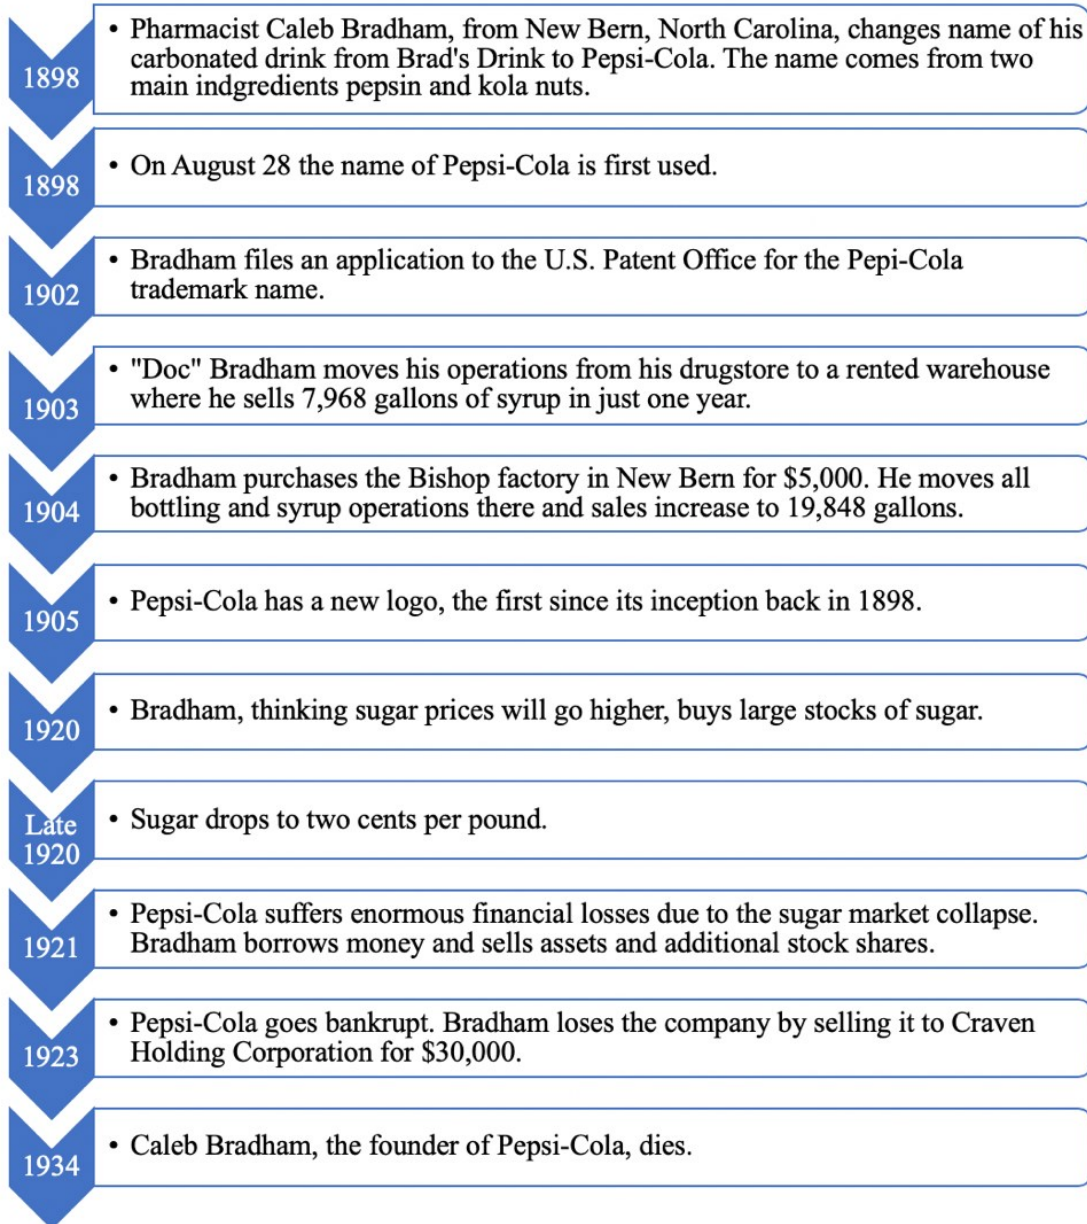 1898
• Pharmacist Caleb Bradham, from New Bern, North Carolina, changes name of his
carbonated drink from Brad's Drink to Pepsi-Cola. The name comes from two
main indgredients pepsin and kola nuts.
1898
• On August 28 the name of Pepsi-Cola is first used.
1902
• Bradham files an application to the U.S. Patent Office for the Pepi-Cola
trademark name.
1903
• "Doc" Bradham moves his operations from his drugstore to a rented warehouse
where he sells 7,968 gallons of syrup in just one year.
1904
• Bradham purchases the Bishop factory in New Bern for $5,000. He moves all
bottling and syrup operations there and sales increase to 19,848 gallons.
1905
• Pepsi-Cola has a new logo, the first since its inception back in 1898.
1920
• Bradham, thinking sugar prices will go higher, buys large stocks of sugar.
Late
1920
• Sugar drops to two cents per pound.
1921
• Pepsi-Cola suffers enormous financial losses due to the sugar market collapse.
Bradham borrows money and sells assets and additional stock shares.
1923
• Pepsi-Cola goes bankrupt. Bradham loses the company by selling it to Craven
Holding Corporation for $30,000.
1934
• Caleb Bradham, the founder of Pepsi-Cola, dies.